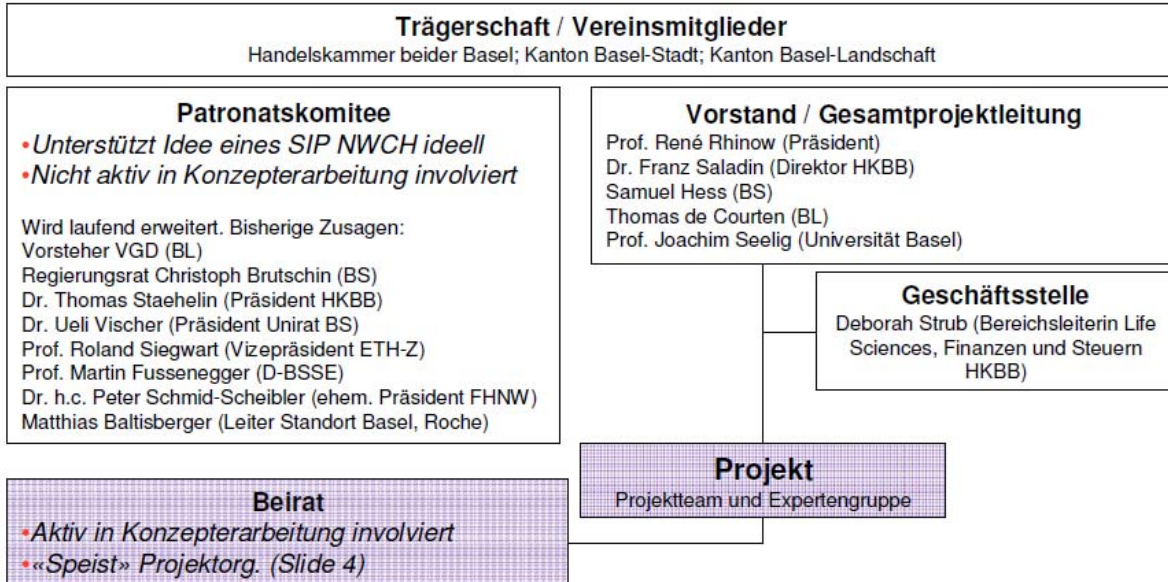 Trägerschaft / Vereinsmitglieder
Handelskammer beider Basel; Kanton Basel-Stadt; Kanton Basel-Landschaft
Patronatskomitee
•Unterstützt Idee eines SIP NWCH ideell
•Nicht aktiv in Konzepterarbeitung involviert
Wird laufend erweitert. Bisherige Zusagen:
Vorsteher VGD (BL)
Regierungsrat Christoph Brutschin (BS)
Dr. Thomas Staehelin (Präsident HKBB)
Dr. Ueli Vischer (Präsident Unirat BS)
Prof. Roland Siegwart (Vizepräsident ETH-Z)
Prof. Martin Fussenegger (D-BSSE)
Dr. h.c. Peter Schmid-Scheibler (ehem. Präsident FHNW)
Matthias Baltisberger (Leiter Standort Basel, Roche)
Vorstand / Gesamtprojektleitung
Prof. René Rhinow (Präsident)
Dr. Franz Saladin (Direktor HKBB)
Samuel Hess (BS)
Thomas de Courten (BL)
Prof. Joachim Seelig (Universität Basel)
Geschäftsstelle
Deborah Strub (Bereichsleiterin Life
Sciences, Finanzen und Steuern
HKBB)
Projekt
Projektteam und Expertengruppe
Beirat
•Aktiv in Konzepterarbeitung involviert
•«Speist» Projektorg. (Slide 4)